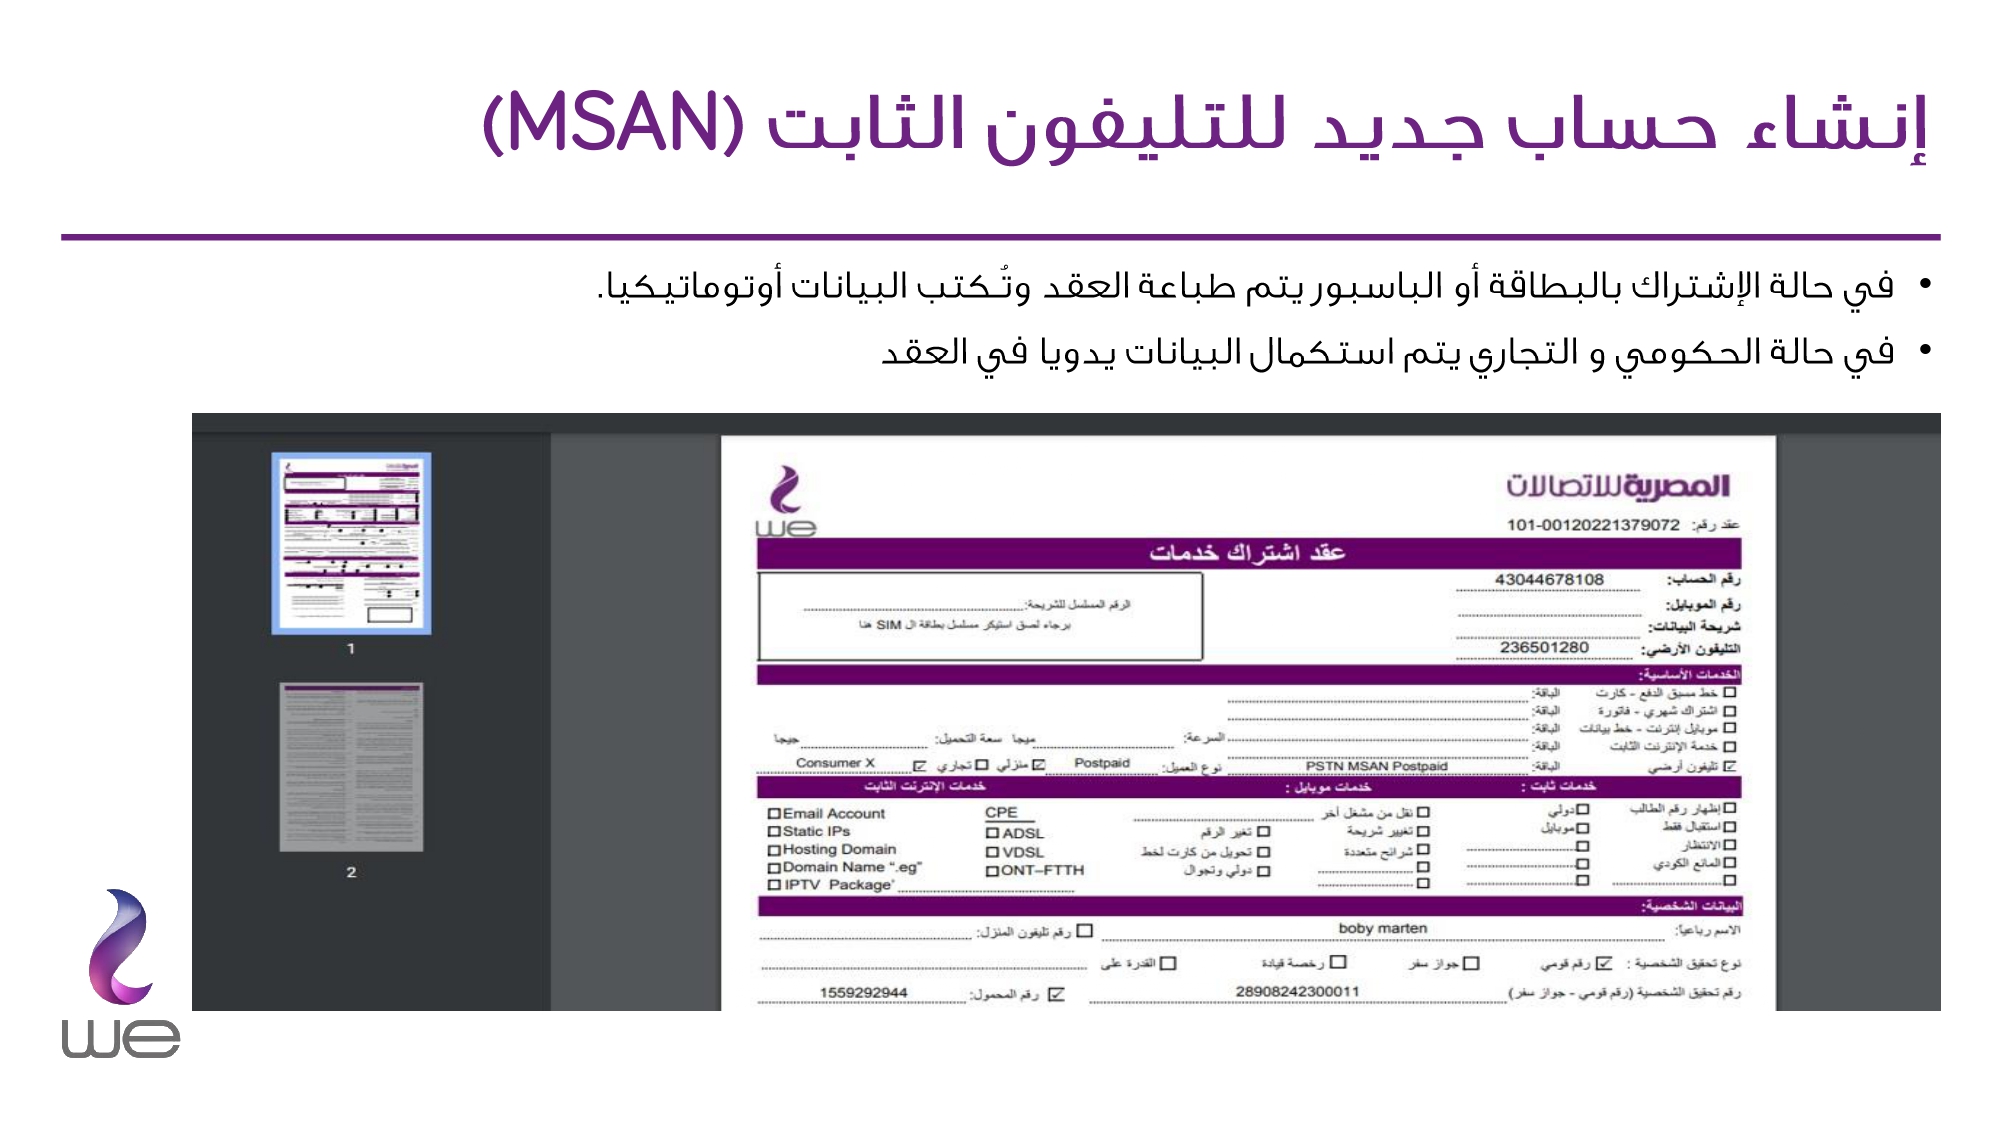 إنشاء حساب جديد للتليفون الثابت (MSAN)
• في حالة الإشتراك بالبطاقة أو الباسبور يتم طباعة العقد وتُكتب البيانات أوتوماتيكيا.
• في حالة الحكومي و التجاري يتم استكمال البيانات يدويا في العقد
المصرية للاتصالات
we
عقد رقم: 101-00120221379072
عقد اشتراك خدمات
رقم الحساب: 43044678108
رقم الموبايل:
شريحة البيانات:
التليفون الأرضي: 236501280
الرقم المسلسل للشريحة:
برجاء لصق استيكر مسلسل بطاقة ال SIM هنا
الخدمات الأساسية:
خط مسبق الدفع - كارت الباقة:
اشتراك شهري - فاتورة الباقة:
موبايل إنترنت - خط بيانات الباقة:
خدمة الإنترنت الثابت الباقة: السرعة: ميجا سعة التحميل: جيجا
تليفون أرضي الباقة: PSTN MSAN Postpaid نوع العميل: Postpaid منزلي تجاري Consumer X
خدمات ثابت : خدمات موبايل : خدمات الإنترنت الثابت
إظهار رقم الطالب دولي نقل من مشغل أخر CPE Email Account
استقبال فقط موبايل تغيير شريحة تغير الرقم ADSL Static IPs
الانتظار شرائح متعددة تحويل من كارت لخط VDSL Hosting Domain
المانع الكودي دولي وتجوال ONT–FTTH Domain Name “.eg”
IPTV Package'
البيانات الشخصية:
الاسم رباعياً: boby marten رقم تليفون المنزل:
نوع تحقيق الشخصية : رقم قومي جواز سفر رخصة قيادة القدرة على
رقم تحقيق الشخصية (رقم قومي - جواز سفر) 28908242300011 رقم المحمول: 1559292944
1
2
we